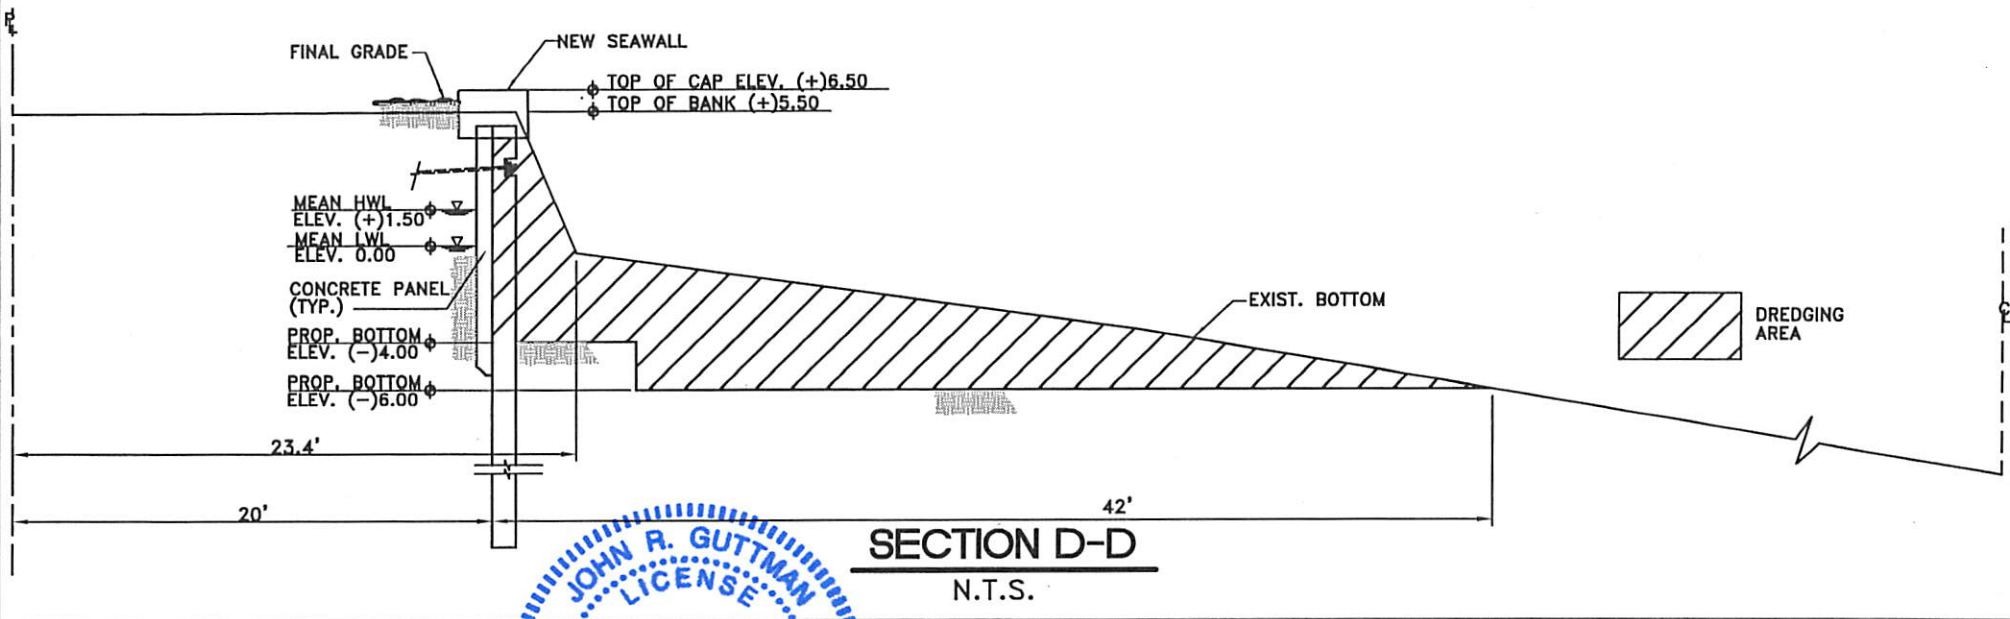 PL
FINAL GRADE
NEW SEAWALL
TOP OF CAP ELEV. (+)6.50
TOP OF BANK (+)5.50
MEAN HWL
ELEV. (+)1.50
MEAN LWL
ELEV. 0.00
CONCRETE PANEL
(TYP.)
PROP. BOTTOM
ELEV. (-)4.00
PROP. BOTTOM
ELEV. (-)6.00
EXIST. BOTTOM
DREDGING
AREA
23.4'
20'
42'
SECTION D-D
N.T.S.
JOHN R. GUTTMAN
LICENSE